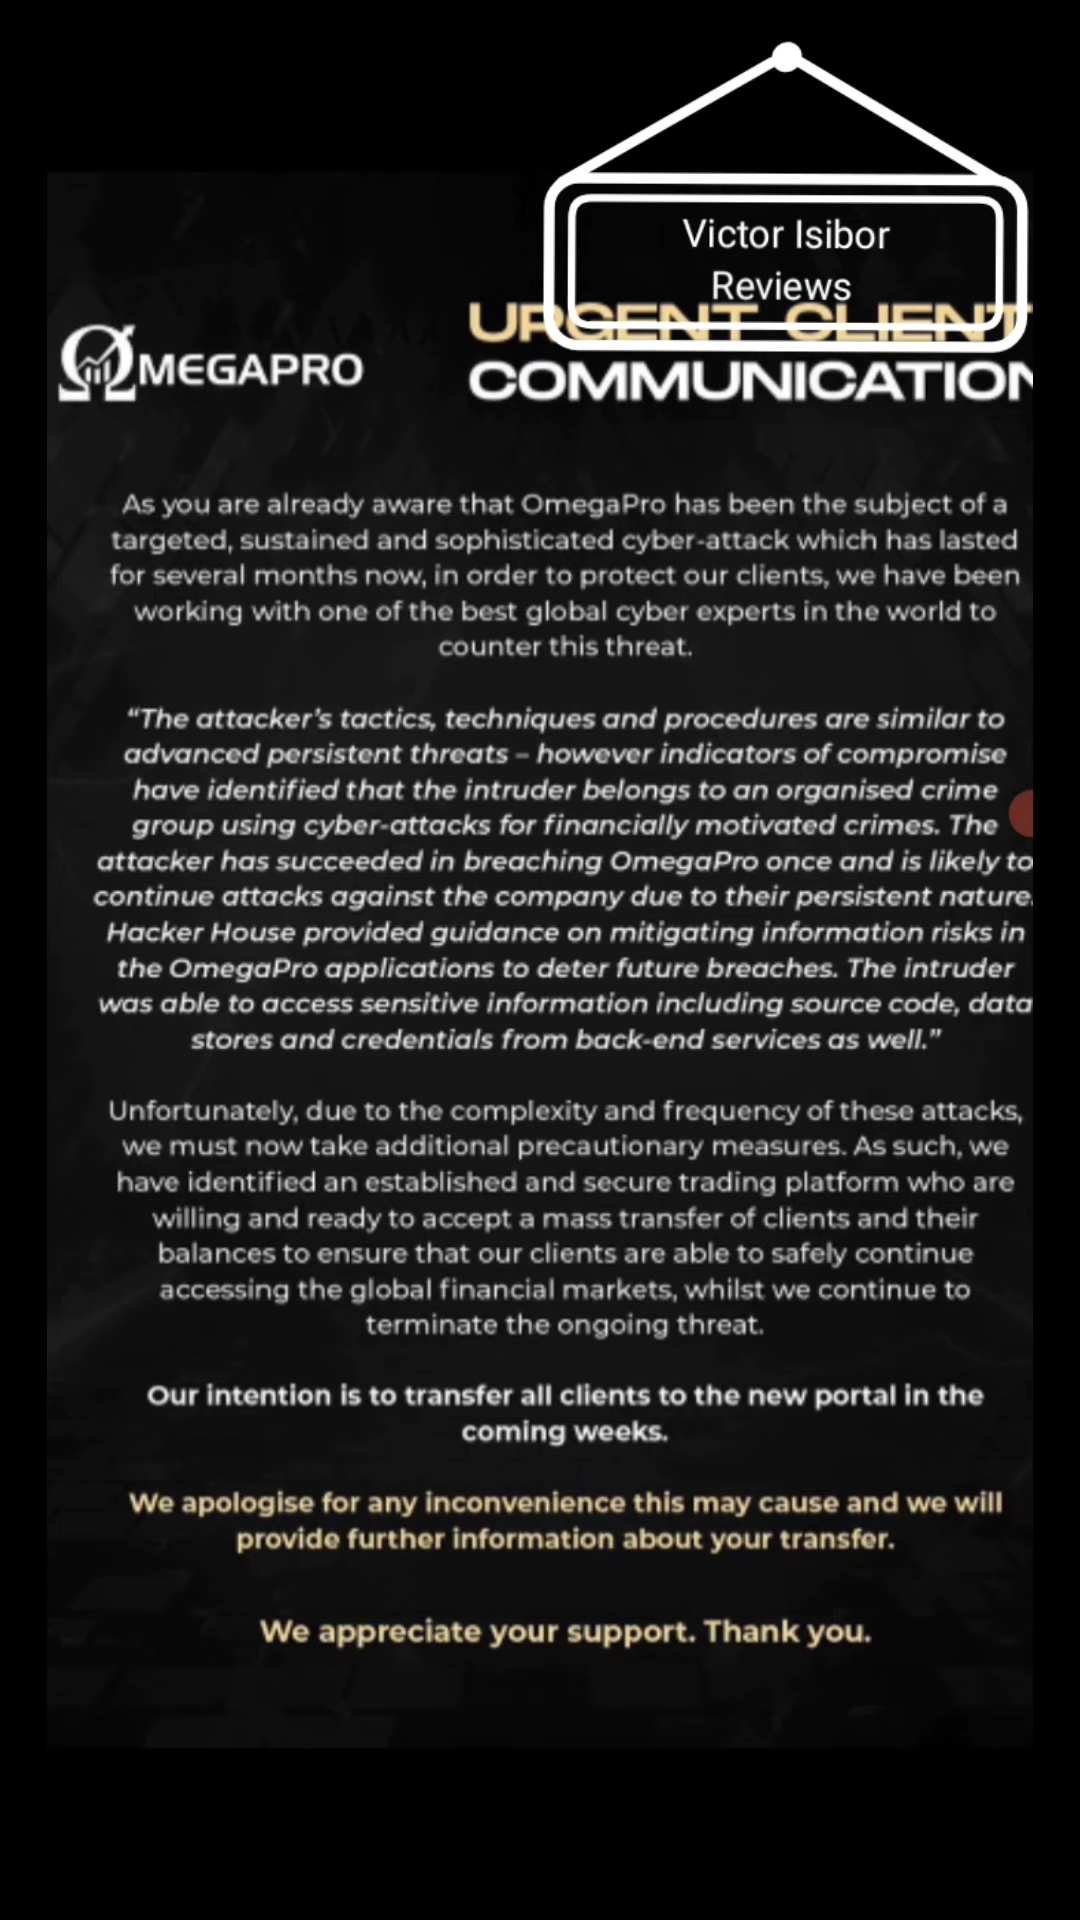 Victor Isibor
Reviews
URGENT CLIENT
COMMUNICATION
ΩMEGAPRO
As you are already aware that OmegaPro has been the subject of a
targeted, sustained and sophisticated cyber-attack which has lasted
for several months now, in order to protect our clients, we have been
working with one of the best global cyber experts in the world to
counter this threat.
“The attacker’s tactics, techniques and procedures are similar to
advanced persistent threats – however indicators of compromise
have identified that the intruder belongs to an organised crime
group using cyber-attacks for financially motivated crimes. The
attacker has succeeded in breaching OmegaPro once and is likely to
continue attacks against the company due to their persistent nature.
Hacker House provided guidance on mitigating information risks in
the OmegaPro applications to deter future breaches. The intruder
was able to access sensitive information including source code, data
stores and credentials from back-end services as well.”
Unfortunately, due to the complexity and frequency of these attacks,
we must now take additional precautionary measures. As such, we
have identified an established and secure trading platform who are
willing and ready to accept a mass transfer of clients and their
balances to ensure that our clients are able to safely continue
accessing the global financial markets, whilst we continue to
terminate the ongoing threat.
Our intention is to transfer all clients to the new portal in the
coming weeks.
We apologise for any inconvenience this may cause and we will
provide further information about your transfer.
We appreciate your support. Thank you.